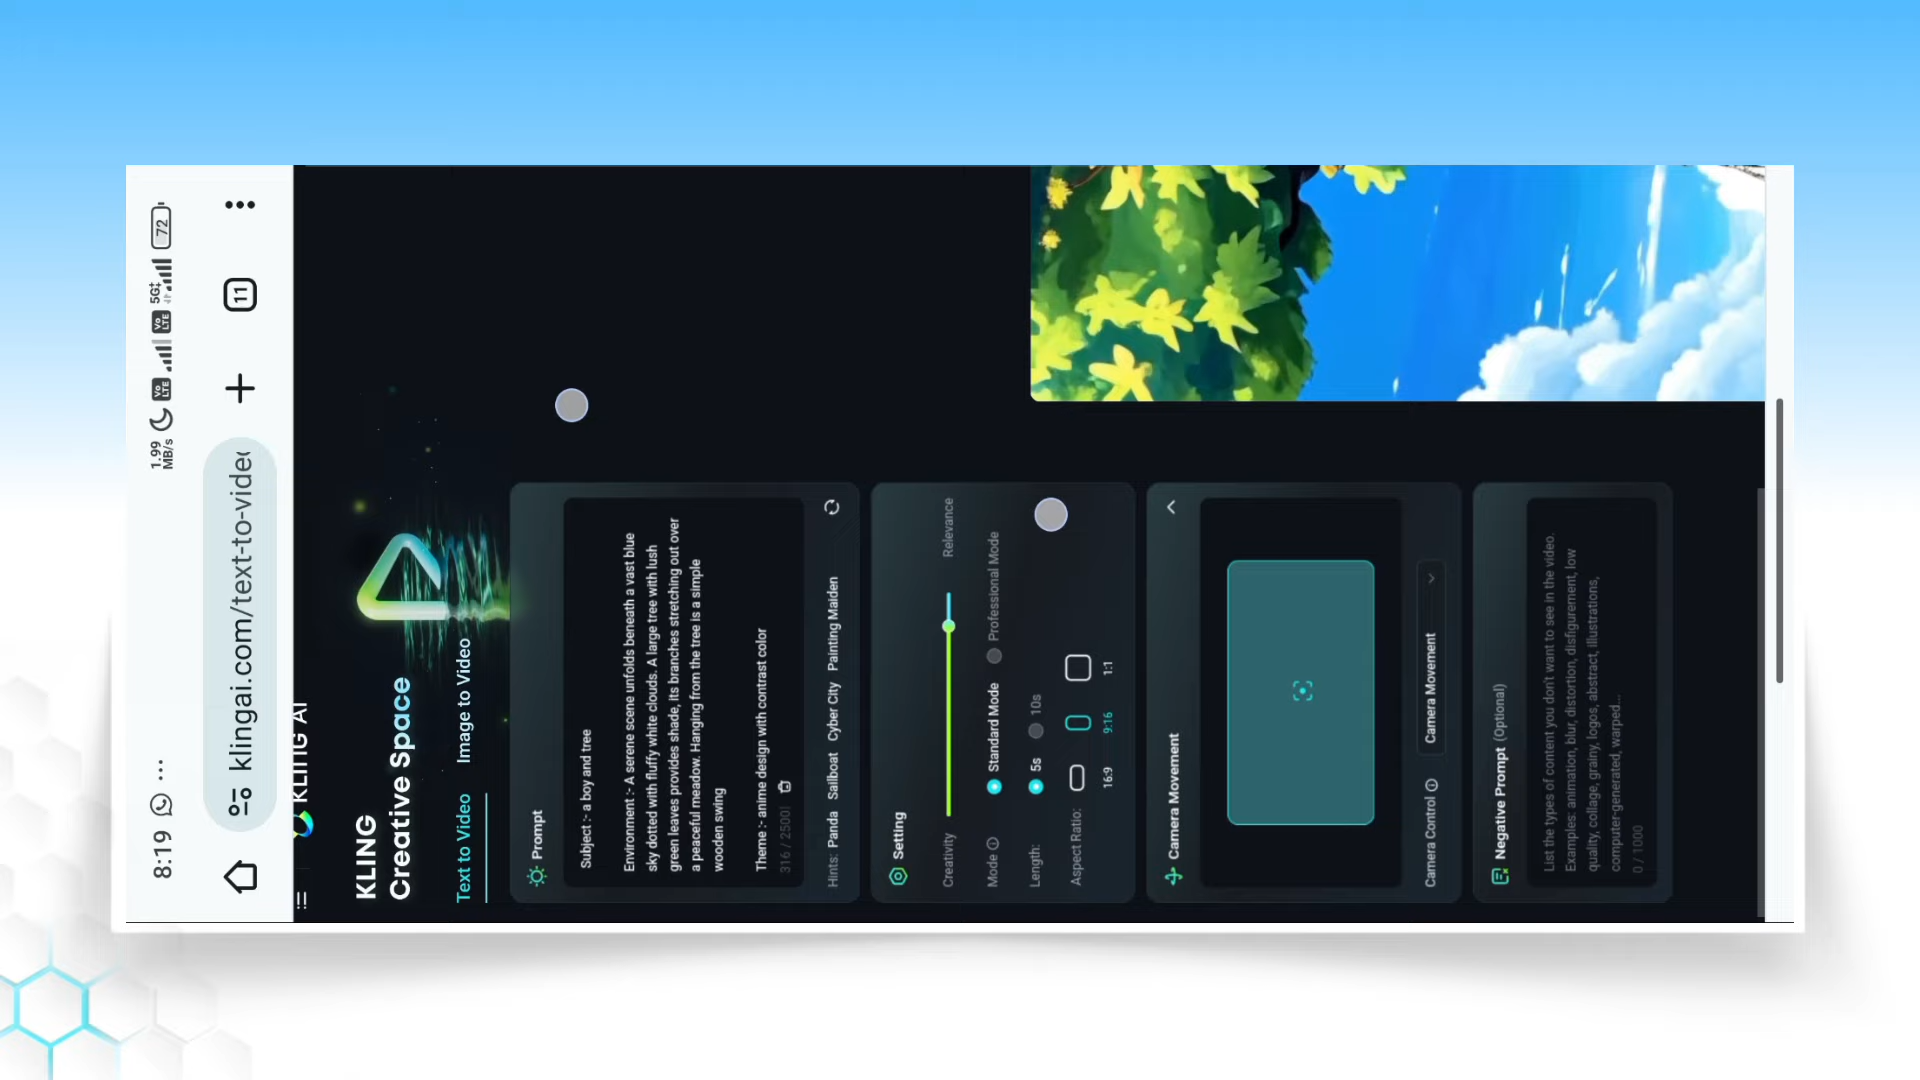 8:19
1.99
MB/s
Vo
LTE
Vo
LTE
5G
72
klingai.com/text-to-video
11
KLING AI
KLING
Creative Space
Text to Video
Image to Video
Prompt
Subject :- a boy and tree
Environment :- A serene scene unfolds beneath a vast blue
sky dotted with fluffy white clouds. A large tree with lush
green leaves provides shade, its branches stretching out over
a peaceful meadow. Hanging from the tree is a simple
wooden swing
Theme :- anime design with contrast color
316 / 2500
Hints: Panda Sailboat Cyber City Painting Maiden
Setting
Creativity
Relevance
Mode
Standard Mode
Professional Mode
Length:
5s
10s
Aspect Ratio:
16:9
9:16
1:1
Camera Movement
Camera Control
Camera Movement
Negative Prompt (Optional)
List the types of content you don't want to see in the video.
Examples: animation, blur, distortion, disfigurement, low
quality, collage, grainy, logos, abstract, illustrations,
computer-generated, warped...
0 / 1000